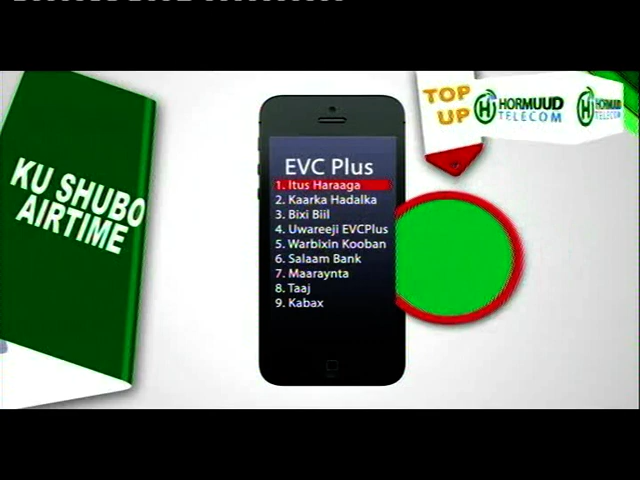 KU SHUBO
AIRTIME
TOP
UP
HORMUUD
TELECOM
HORMUUD
TELECOM
EVC Plus
1. Itus Haraaga
2. Kaarka Hadalka
3. Bixi Biil
4. Uwareeji EVCPlus
5. Warbixin Kooban
6. Salaam Bank
7. Maaraynta
8. Taaj
9. Kabax